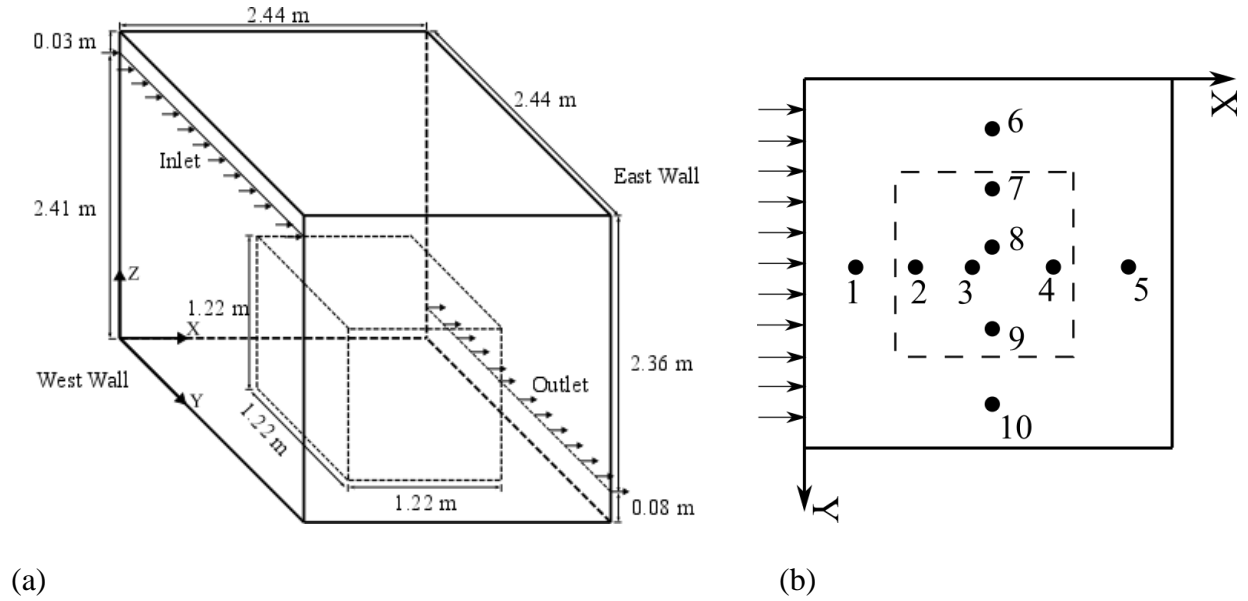 2.44 m
0.03 m
2.44 m
Inlet
East Wall
2.41 m
Z
1.22 m
X
West Wall
Y
1.22 m
Outlet
2.36 m
1.22 m
0.08 m
(a)
X
6
7
8
1
2
3
4
5
9
10
Y
(b)